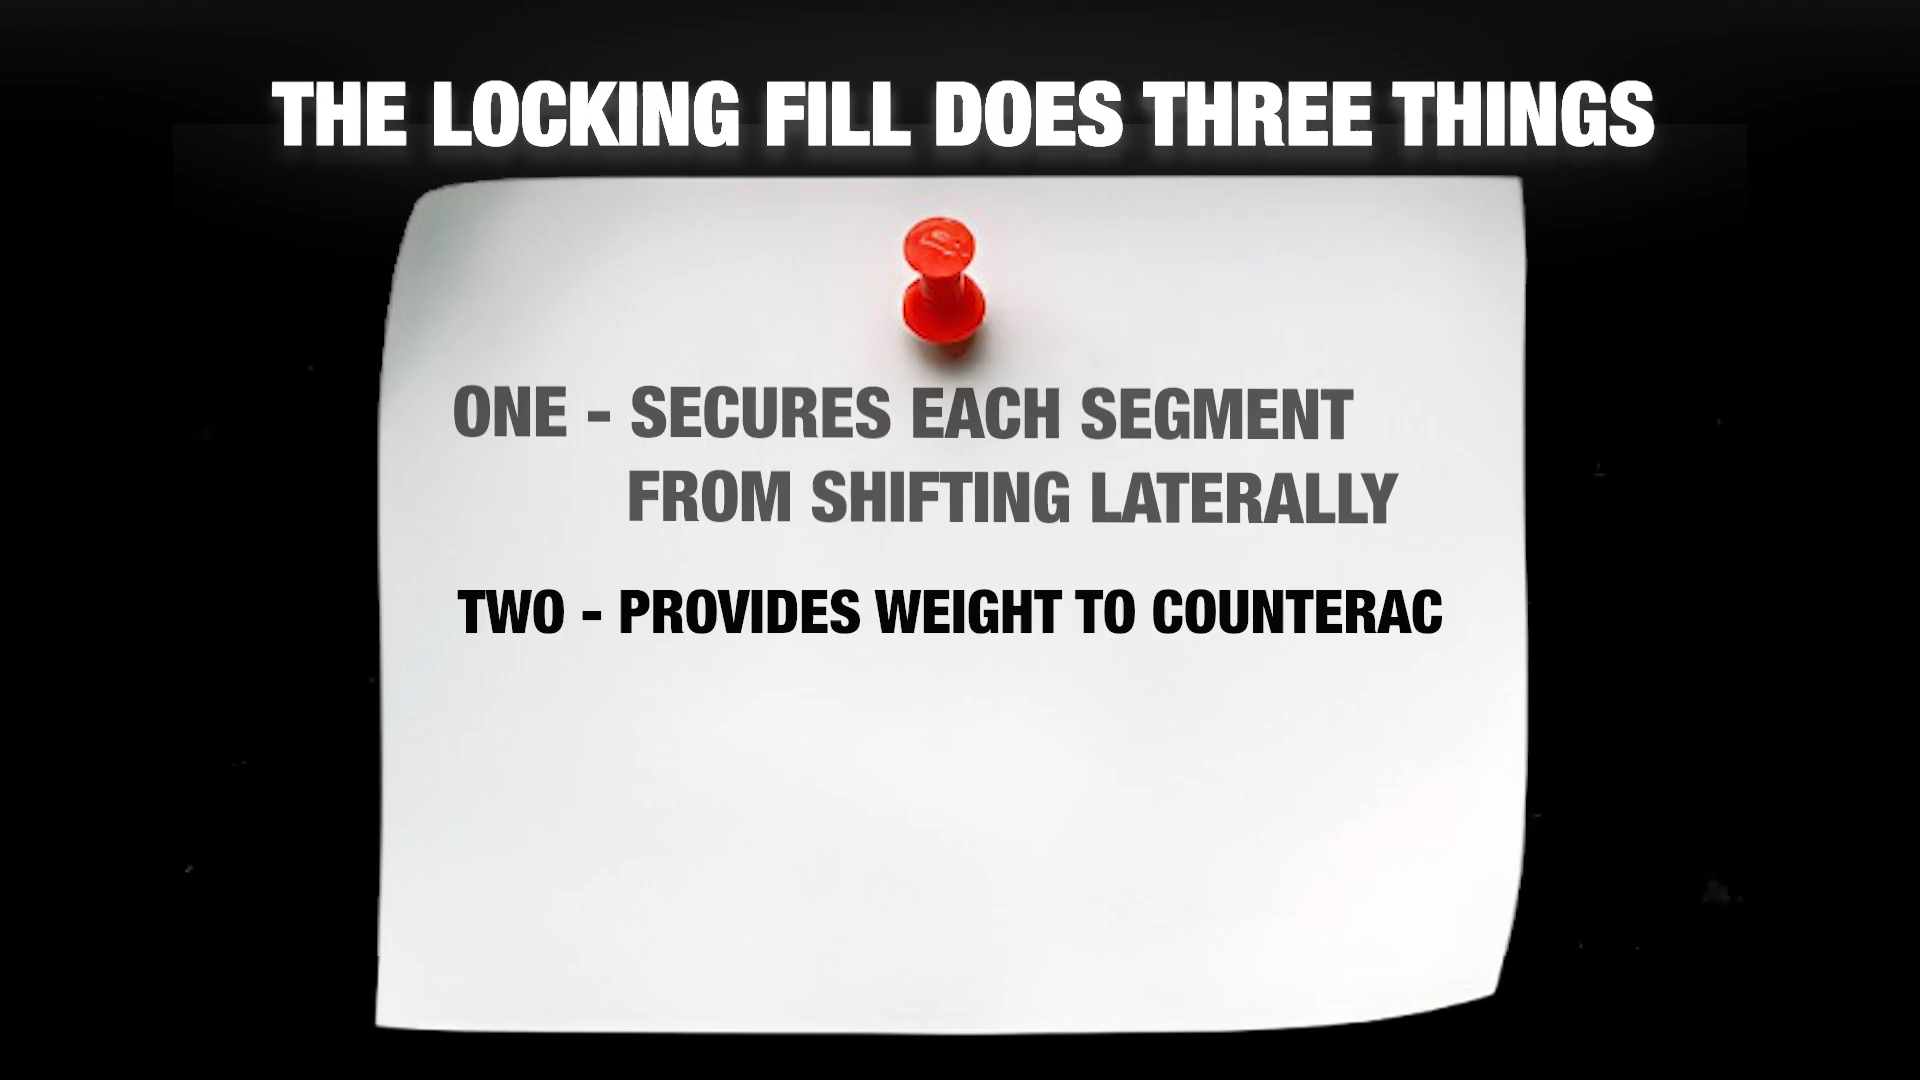 THE LOCKING FILL DOES THREE THINGS
ONE - SECURES EACH SEGMENT
FROM SHIFTING LATERALLY
TWO - PROVIDES WEIGHT TO COUNTERAC